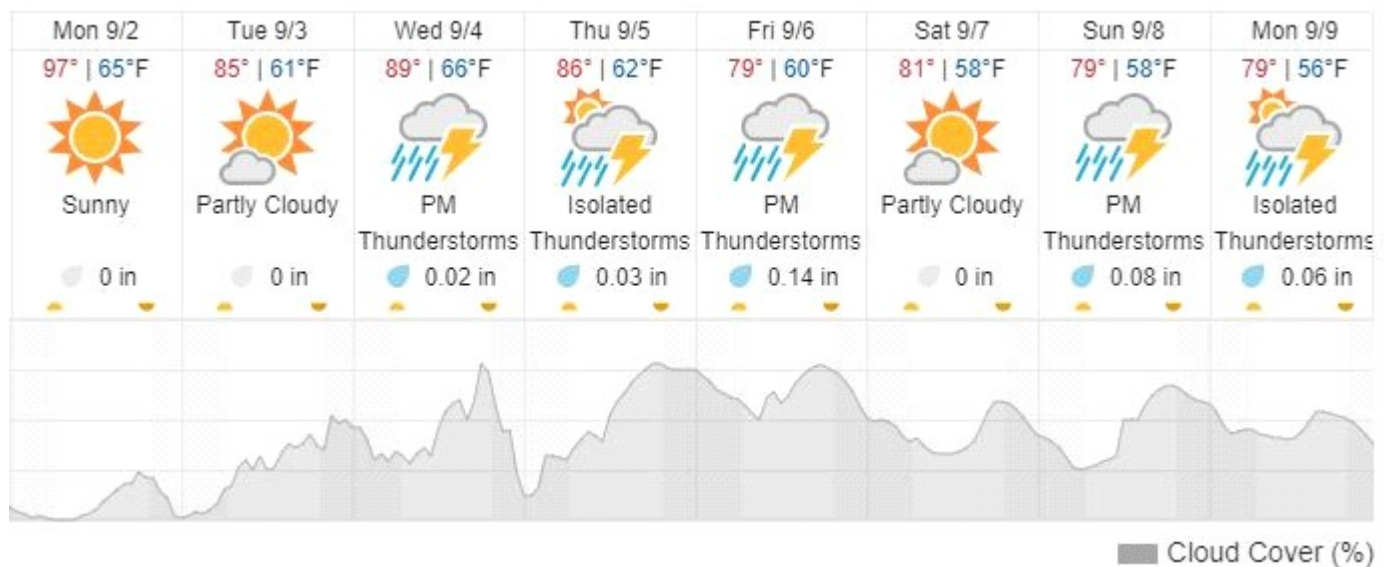 Mon 9/2 Tue 9/3 Wed 9/4 Thu 9/5 Fri 9/6 Sat 9/7 Sun 9/8 Mon 9/9
97° | 65°F 85° | 61°F 89° | 66°F 86° | 62°F 79° | 60°F 81° | 58°F 79° | 58°F 79° | 56°F
Sunny Partly Cloudy PM Isolated PM Partly Cloudy PM Isolated
Thunderstorms Thunderstorms Thunderstorms Thunderstorms Thunderstorms
0 in 0 in 0.02 in 0.03 in 0.14 in 0 in 0.08 in 0.06 in
Cloud Cover (%)